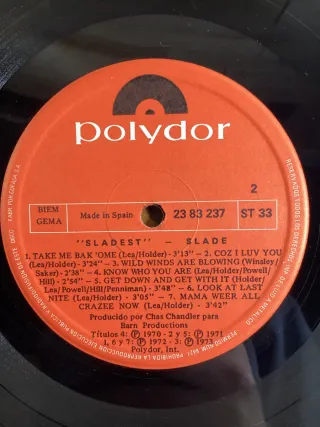 polydor
2
BIEM
GEMA
Made in Spain
23 83 237
ST 33
"SLADEST" — SLADE
1. TAKE ME BAK 'OME (Lea/Holder) - 3'13" — 2. COZ I LUV YOU
(Lea/Holder) - 3'24" — 3. WILD WINDS ARE BLOWING (Winsley/
Saker) - 2'38" — 4. KNOW WHO YOU ARE (Lea/Holder/Powell/
Hill) - 2'54" — 5. GET DOWN AND GET WITH IT (Holder/
Lea/Powell/Hill/Penniman) - 3'48" — 6. LOOK AT LAST
NITE (Lea/Holder) - 3'05" — 7. MAMA WEER ALL
CRAZEE NOW (Lea/Holder) - 3'42"
Producido por Chas Chandler para
Barn Productions
Títulos 4: Ⓟ 1970 - 2 y 5: Ⓟ 1971
1, 6 y 7: Ⓟ 1972 - 3: Ⓟ 1973
Polydor, Int.